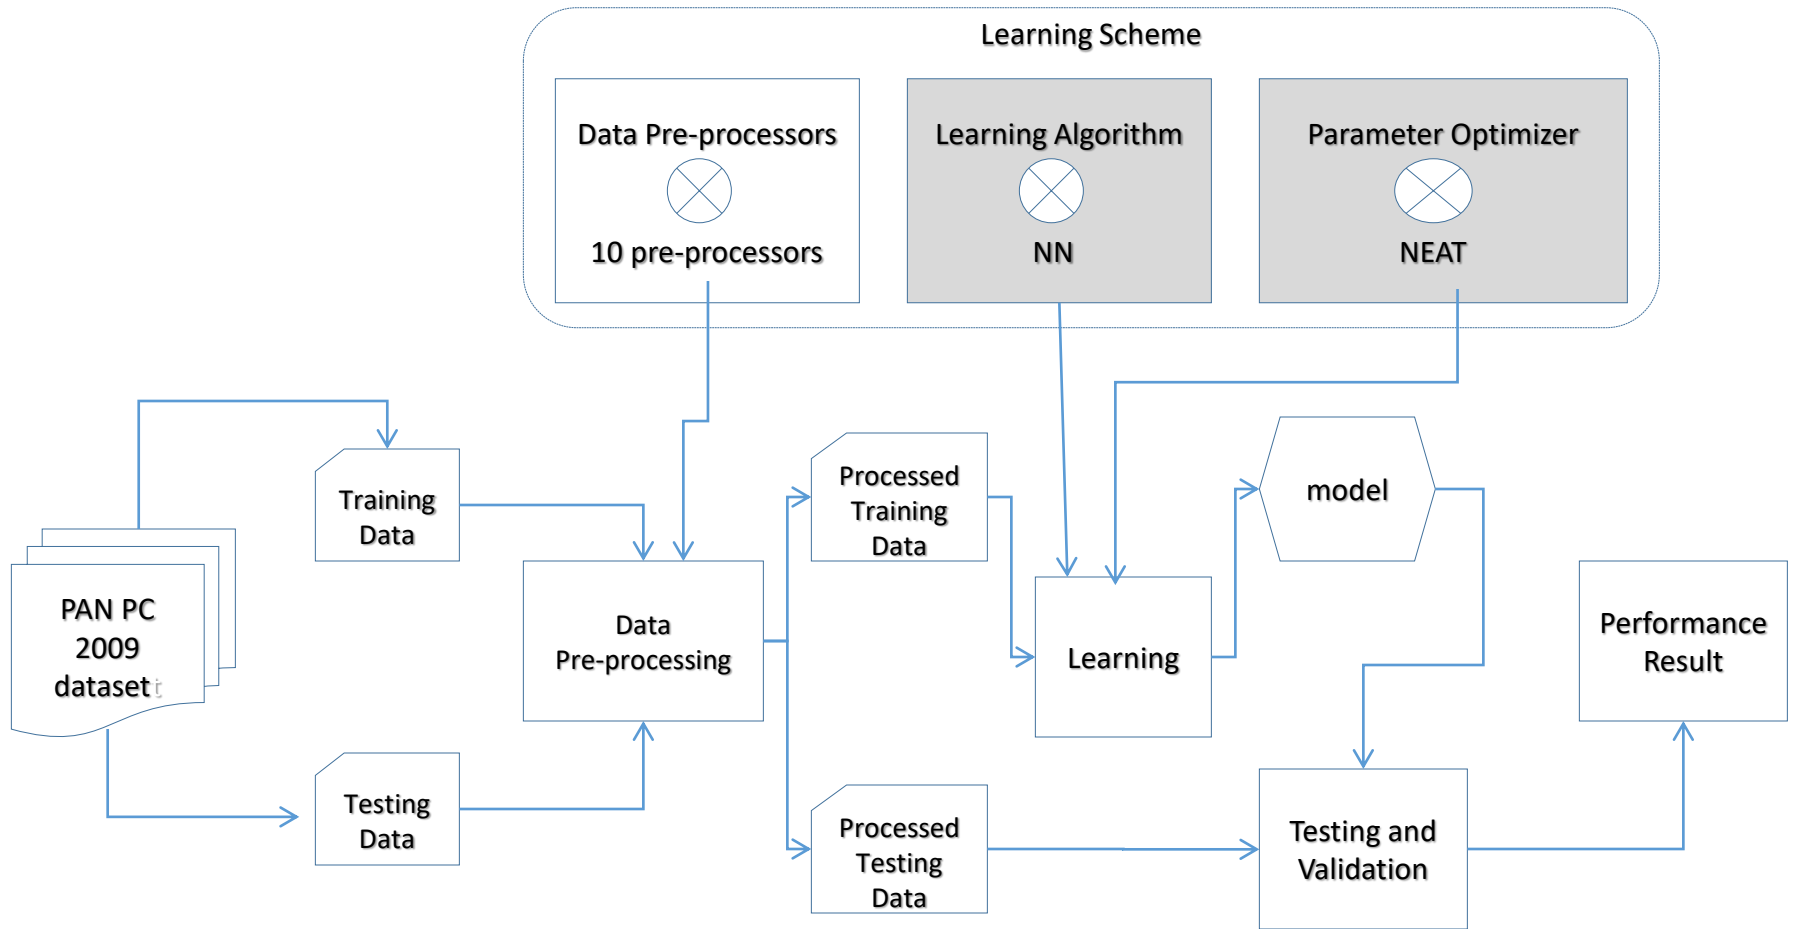 Learning Scheme
Data Pre-processors
10 pre-processors
Learning Algorithm
NN
Parameter Optimizer
NEAT
Training
Data
PAN PC
2009
dataset
Testing
Data
Data
Pre-processing
Processed
Training
Data
Processed
Testing
Data
Learning
model
Testing and
Validation
Performance
Result